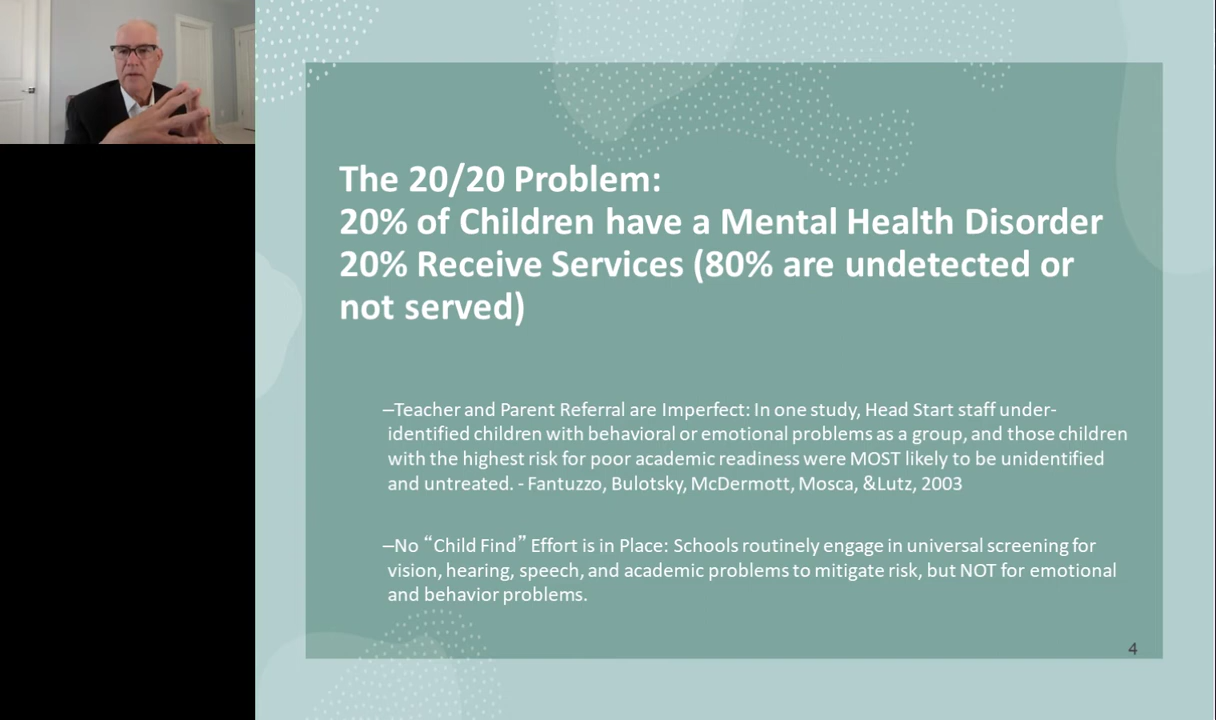 The 20/20 Problem:
20% of Children have a Mental Health Disorder
20% Receive Services (80% are undetected or
not served)
–Teacher and Parent Referral are Imperfect: In one study, Head Start staff under-
identified children with behavioral or emotional problems as a group, and those children
with the highest risk for poor academic readiness were MOST likely to be unidentified
and untreated. - Fantuzzo, Bulotsky, McDermott, Mosca, &Lutz, 2003
–No “Child Find” Effort is in Place: Schools routinely engage in universal screening for
vision, hearing, speech, and academic problems to mitigate risk, but NOT for emotional
and behavior problems.
4